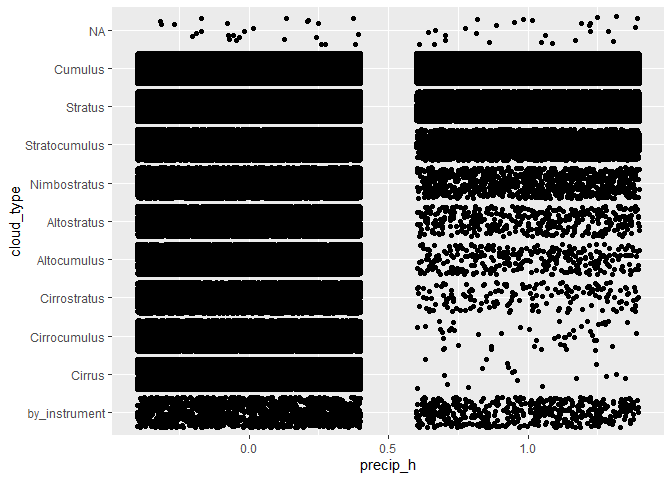 NA
Cumulus
Stratus
Stratocumulus
Nimbostratus
Altostratus
Altocumulus
Cirrostratus
Cirrocumulus
Cirrus
by_instrument
cloud_type
0.0 0.5 1.0
precip_h